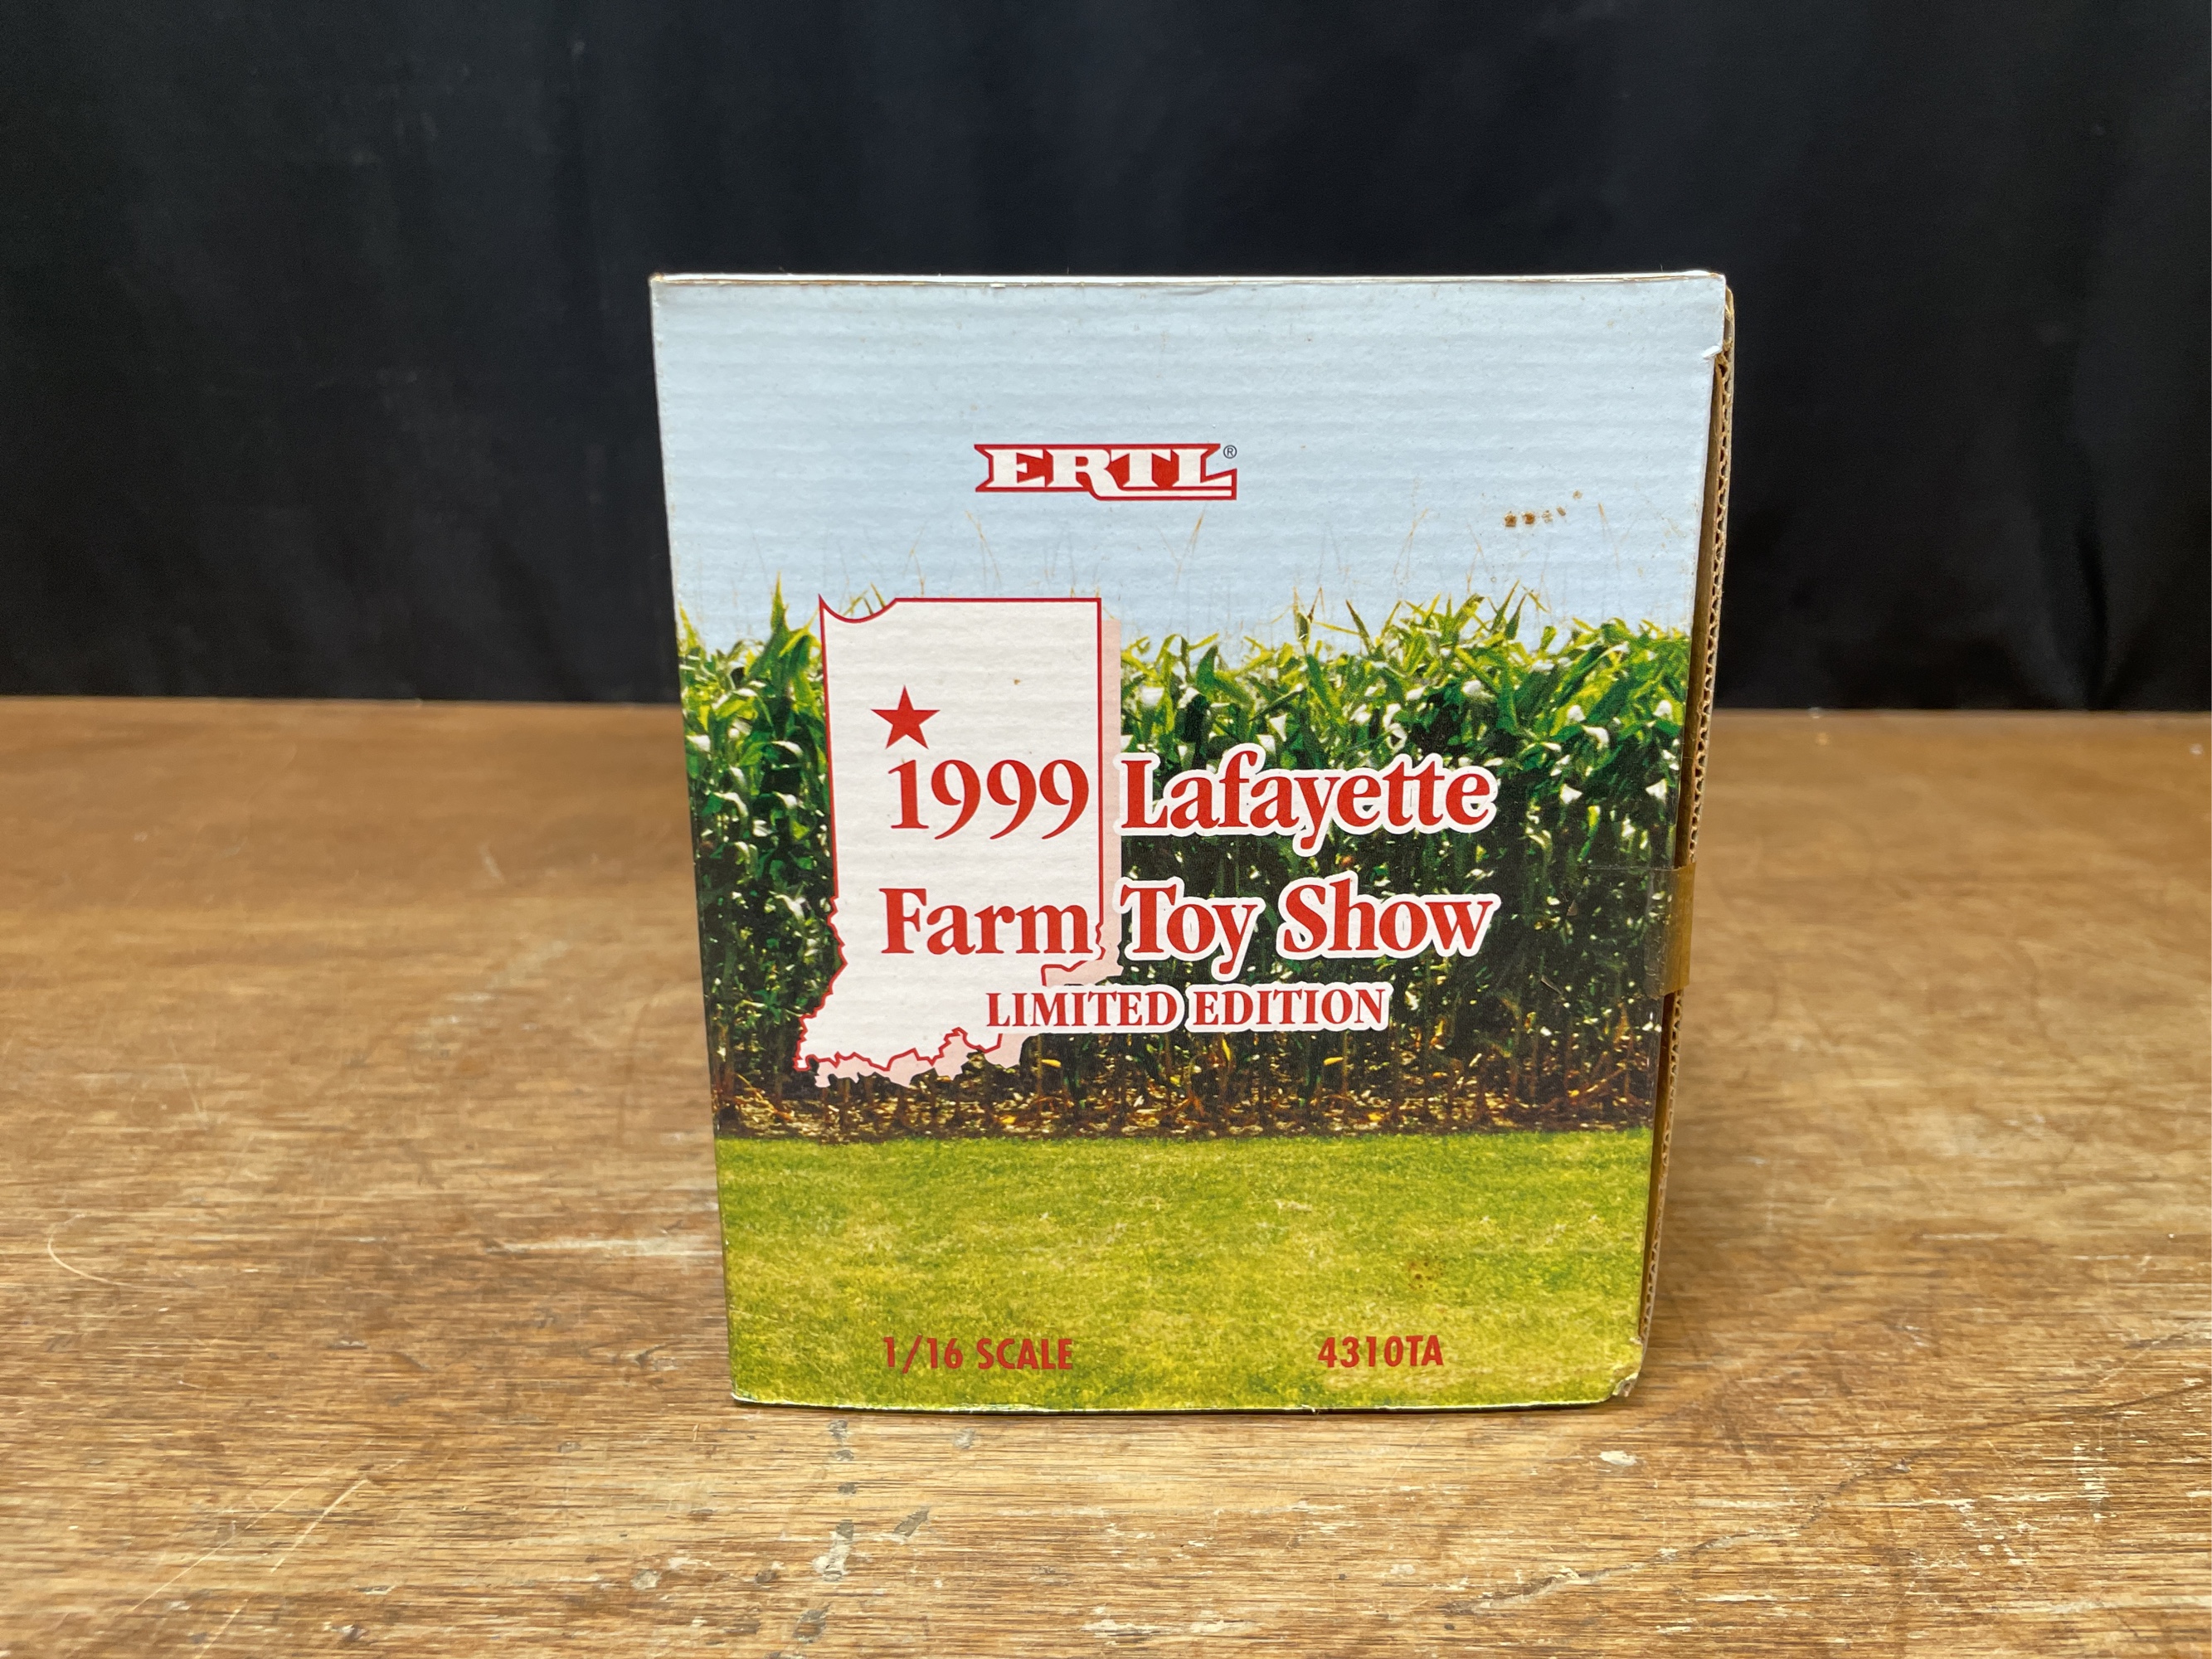 ERTL®
1999 Lafayette
Farm Toy Show
LIMITED EDITION
1/16 SCALE 4310TA